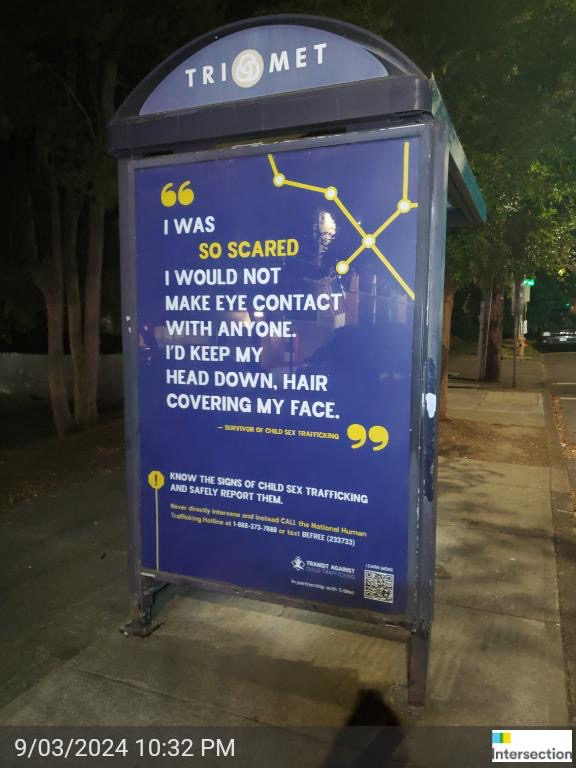 TRI MET
“
I WAS
SO SCARED
I WOULD NOT
MAKE EYE CONTACT
WITH ANYONE.
I'D KEEP MY
HEAD DOWN, HAIR
COVERING MY FACE.
— SURVIVOR OF CHILD SEX TRAFFICKING ”
! KNOW THE SIGNS OF CHILD SEX TRAFFICKING
AND SAFELY REPORT THEM.
Never directly intervene and instead CALL the National Human
Trafficking Hotline at 1-888-373-7888 or text BEFREE (233733)
LEARN MORE
TRANSIT AGAINST
CHILD TRAFFICKING
In partnership with TriMet
9/03/2024 10:32 PM
Intersection